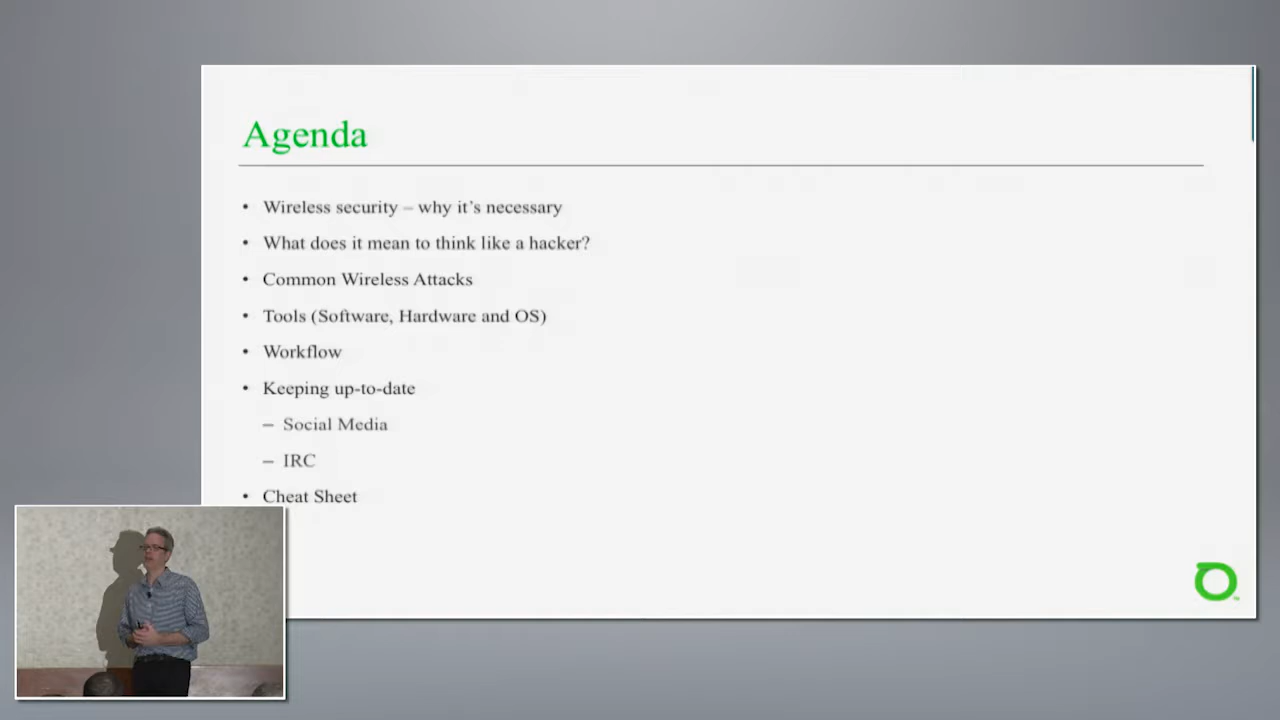 Agenda
• Wireless security – why it's necessary
• What does it mean to think like a hacker?
• Common Wireless Attacks
• Tools (Software, Hardware and OS)
• Workflow
• Keeping up-to-date
– Social Media
– IRC
• Cheat Sheet